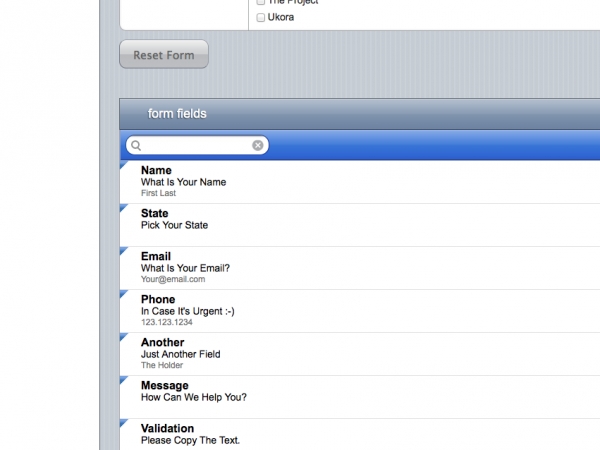 The Project
Ukora
Reset Form
form fields
Name
What Is Your Name
First Last
State
Pick Your State
Email
What Is Your Email?
Your@email.com
Phone
In Case It's Urgent :-)
123.123.1234
Another
Just Another Field
The Holder
Message
How Can We Help You?
Validation
Please Copy The Text.